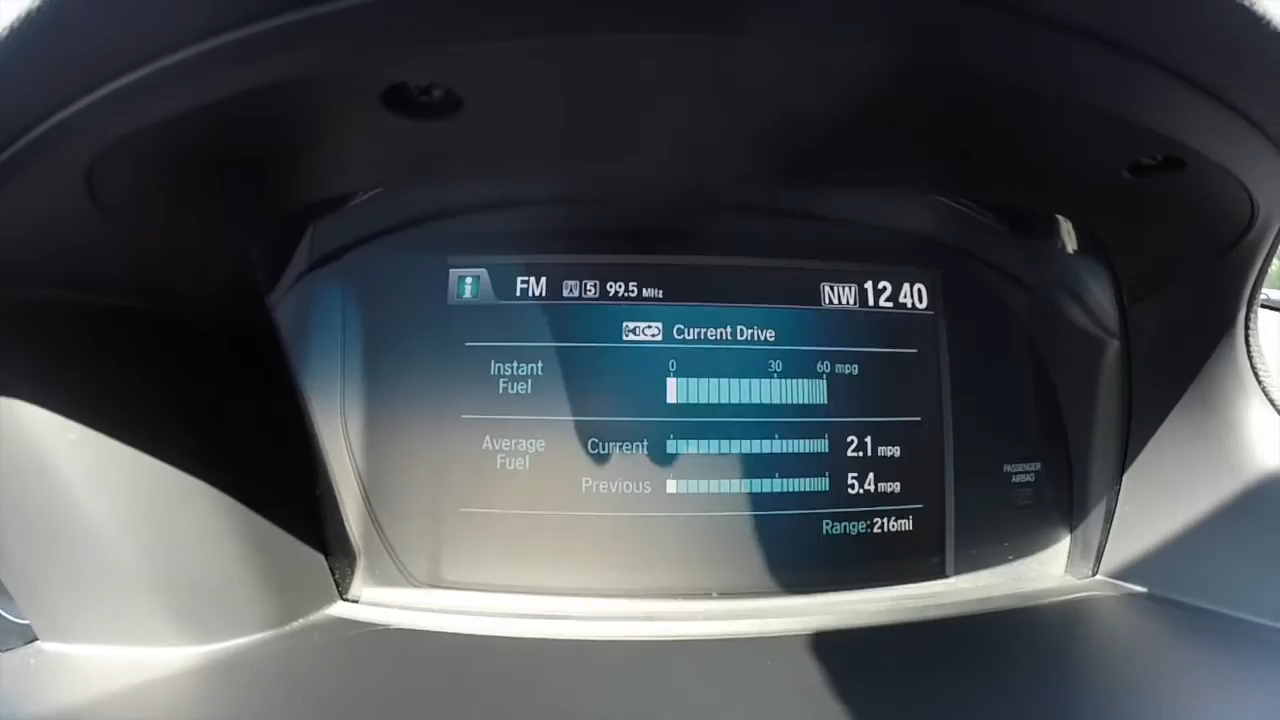 i FM 5 99.5 MHz NW 12 40
Current Drive
Instant Fuel
0 30 60 mpg
Average Fuel
Current 2.1 mpg
Previous 5.4 mpg
Range: 216mi
PASSENGER
AIRBAG